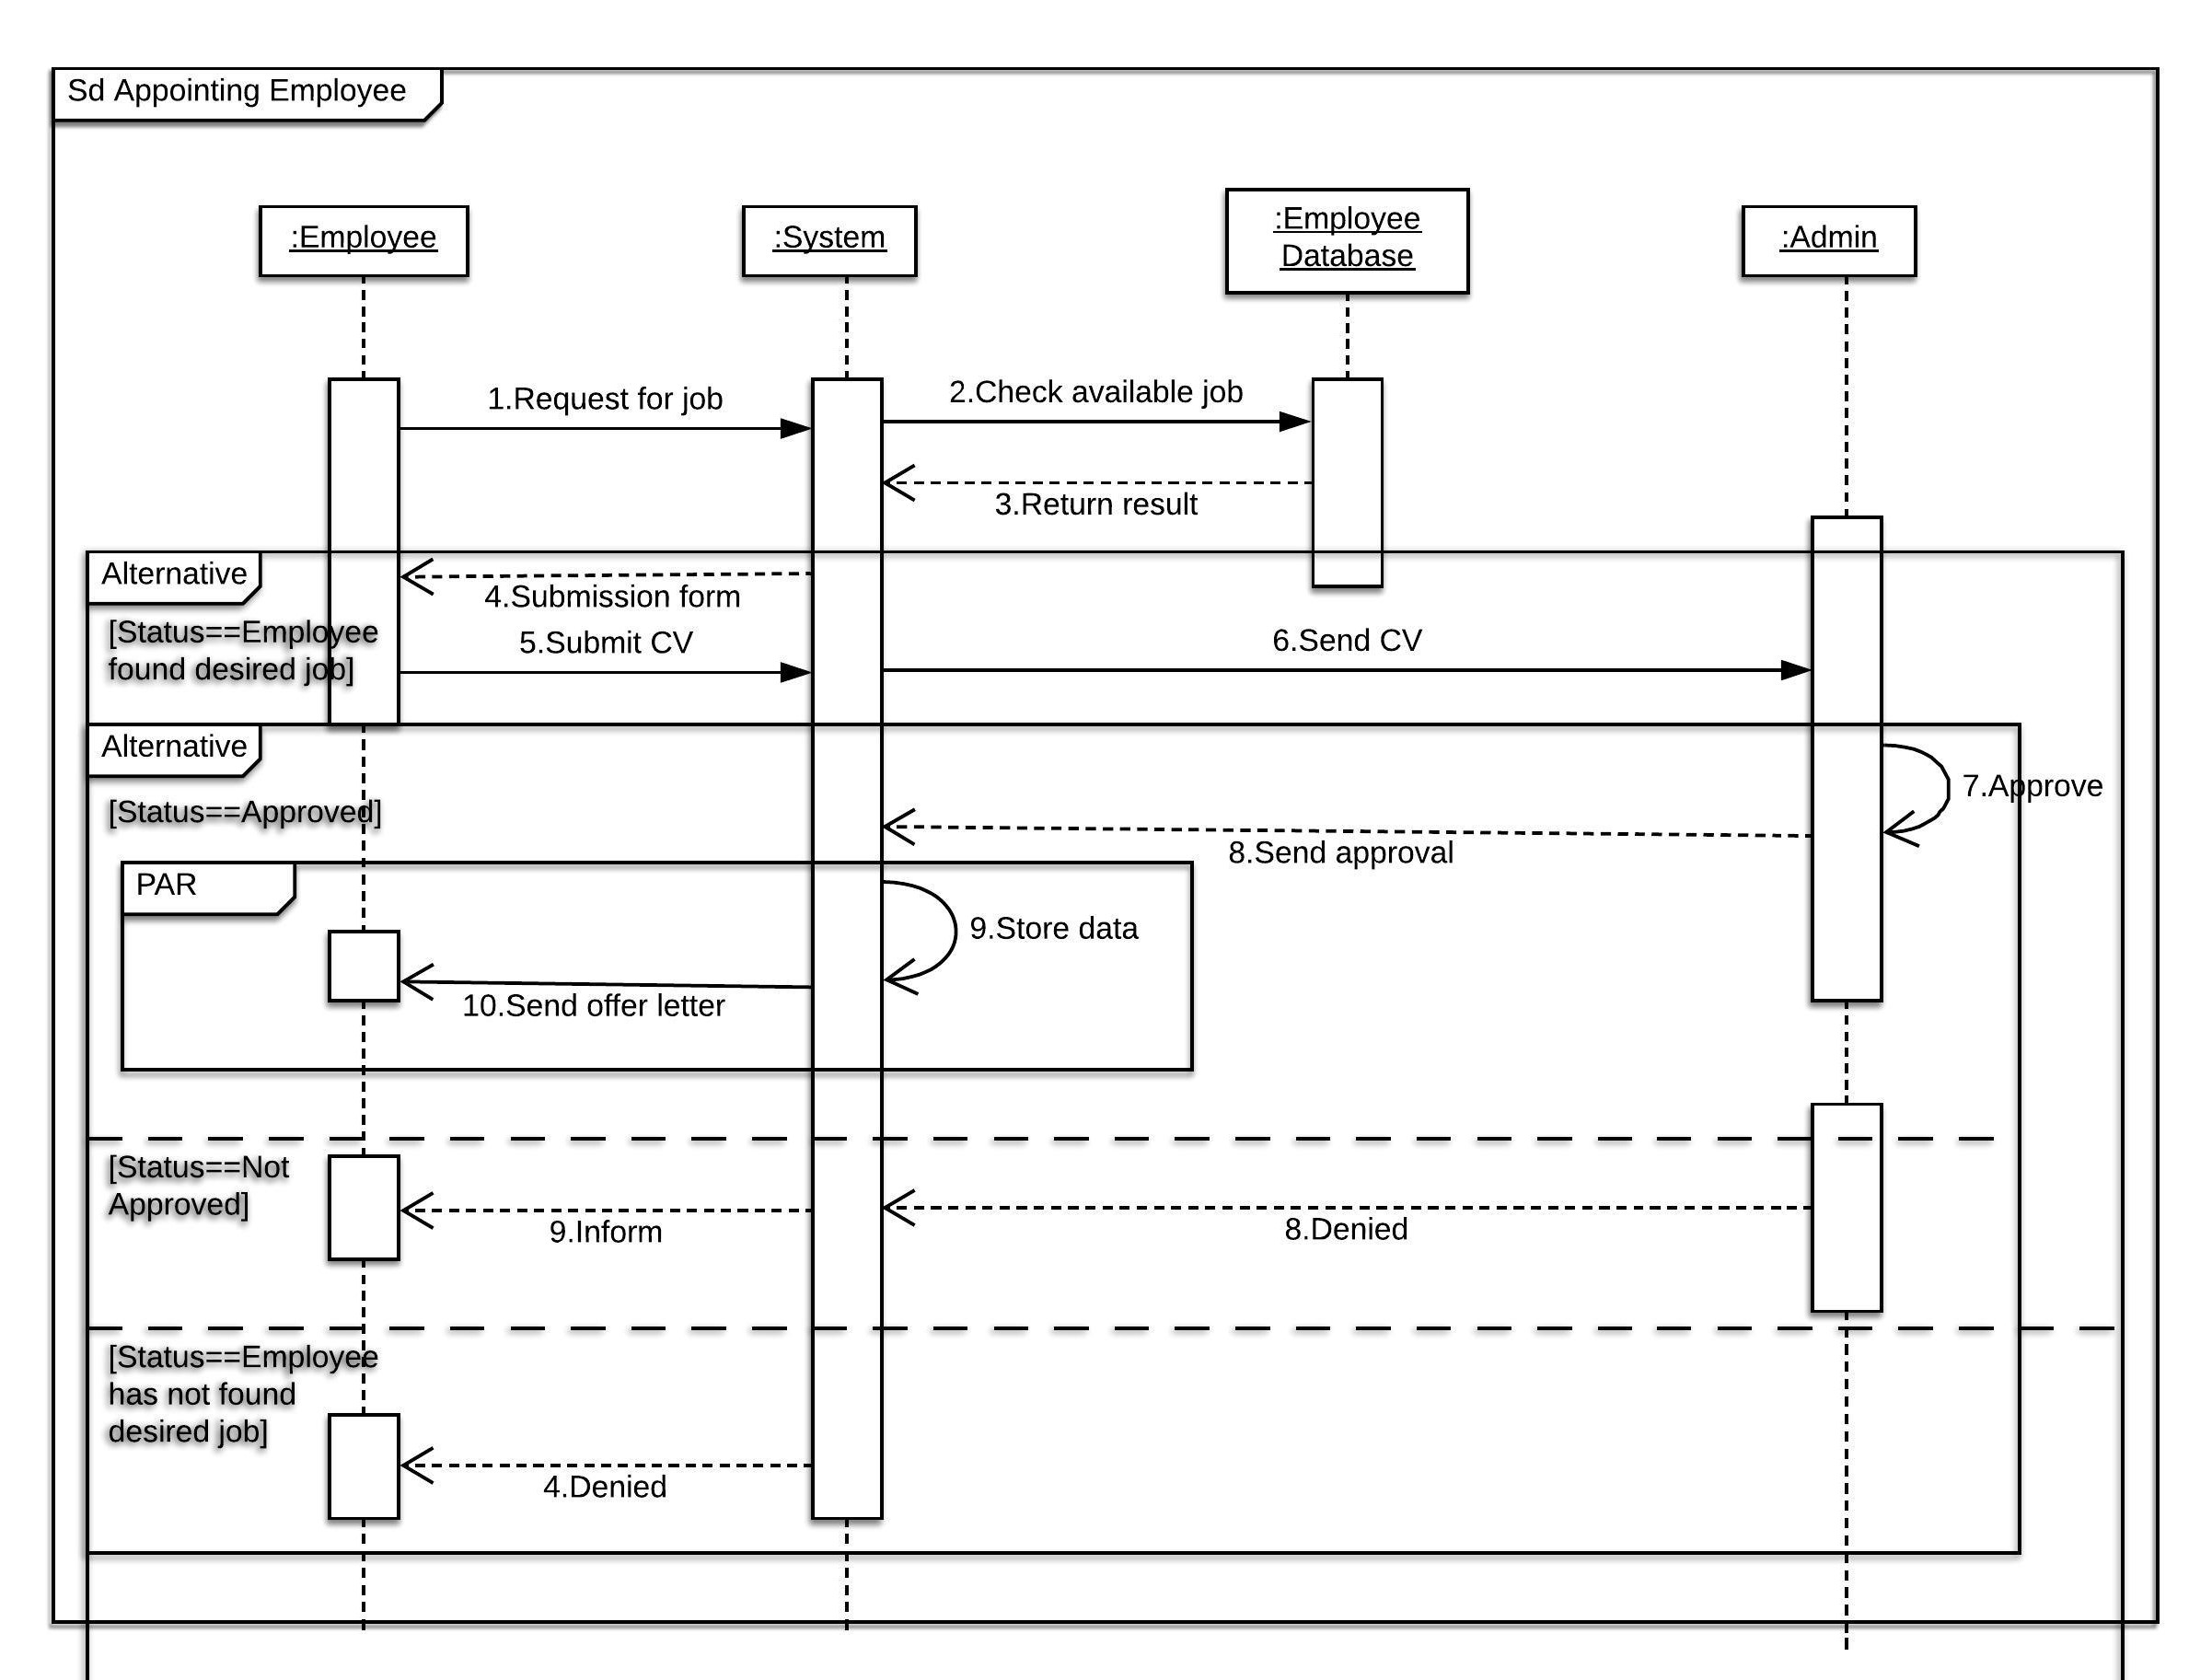 Sd Appointing Employee
:Employee
:System
:Employee
Database
:Admin
1.Request for job
2.Check available job
3.Return result
Alternative
4.Submission form
[Status==Employee
found desired job]
5.Submit CV
6.Send CV
Alternative
7.Approve
[Status==Approved]
8.Send approval
PAR
9.Store data
10.Send offer letter
[Status==Not
Approved]
9.Inform
8.Denied
[Status==Employee
has not found
desired job]
4.Denied